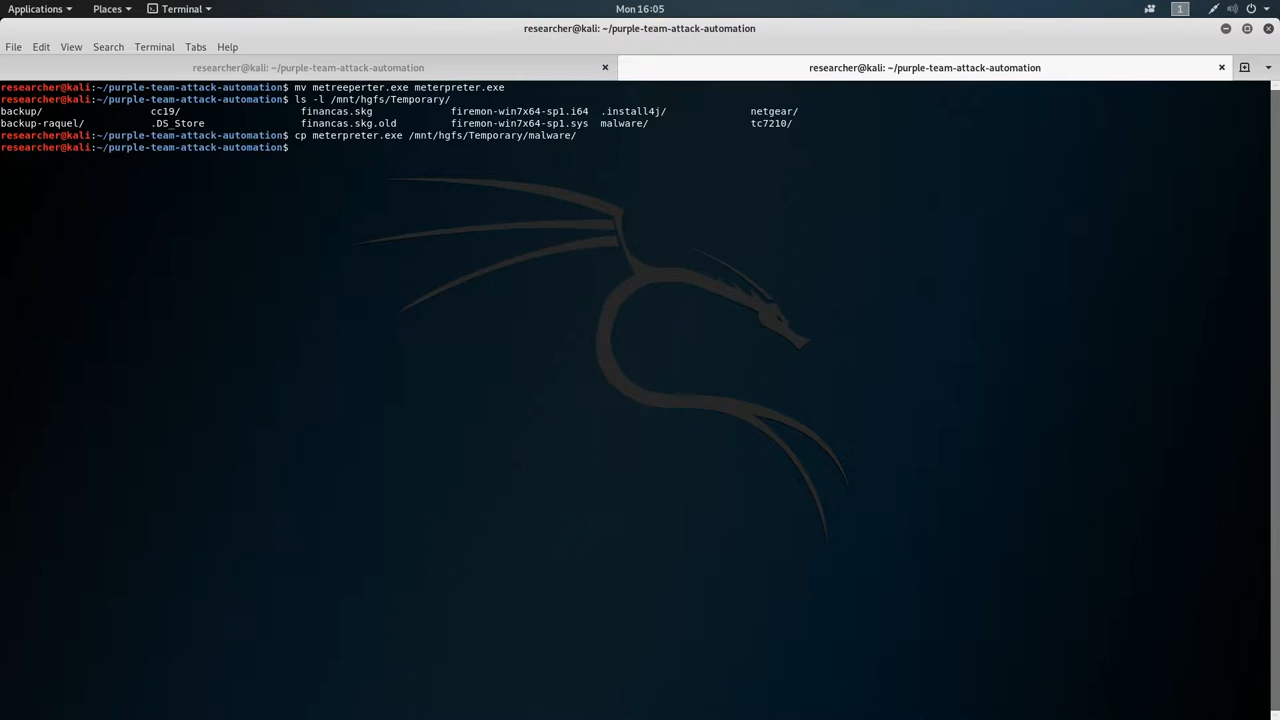 Applications Places Terminal Mon 16:05 1
researcher@kali: ~/purple-team-attack-automation
File Edit View Search Terminal Tabs Help
researcher@kali: ~/purple-team-attack-automation researcher@kali: ~/purple-team-attack-automation
researcher@kali:~/purple-team-attack-automation$ mv metreeperter.exe meterpreter.exe
researcher@kali:~/purple-team-attack-automation$ ls -l /mnt/hgfs/Temporary/
backup/ cc19/ financas.skg firemon-win7x64-sp1.i64 .install4j/ netgear/
backup-raquel/ .DS_Store financas.skg.old firemon-win7x64-sp1.sys malware/ tc7210/
researcher@kali:~/purple-team-attack-automation$ cp meterpreter.exe /mnt/hgfs/Temporary/malware/
researcher@kali:~/purple-team-attack-automation$